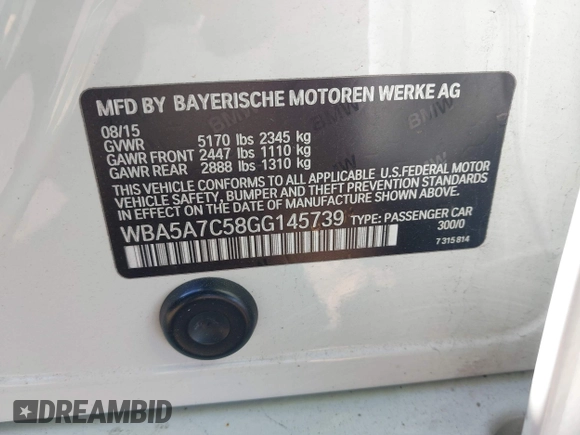 MFD BY BAYERISCHE MOTOREN WERKE AG
08/15
GVWR 5170 lbs 2345 kg
GAWR FRONT 2447 lbs 1110 kg
GAWR REAR 2888 lbs 1310 kg
THIS VEHICLE CONFORMS TO ALL APPLICABLE U.S.FEDERAL MOTOR
VEHICLE SAFETY, BUMPER AND THEFT PREVENTION STANDARDS
IN EFFECT ON THE DATE OF MANUFACTURE SHOWN ABOVE.
WBA5A7C58GG145739 TYPE: PASSENGER CAR
300/0
7 315 814
DREAMBID